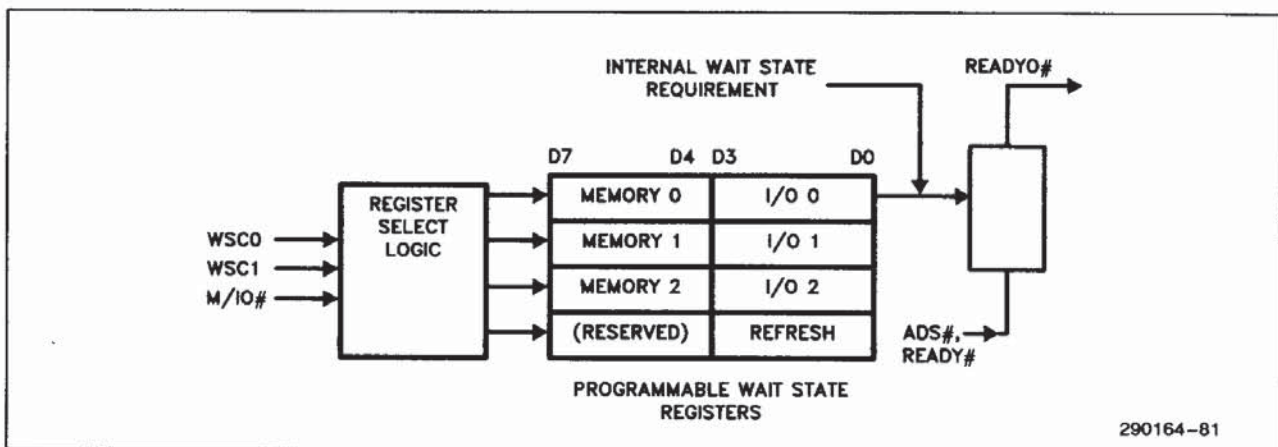 INTERNAL WAIT STATE
REQUIREMENT
READYO#
D7 D4 D3 D0
REGISTER
SELECT
LOGIC
WSC0
WSC1
M/IO#
MEMORY 0 I/O 0
MEMORY 1 I/O 1
MEMORY 2 I/O 2
(RESERVED) REFRESH
ADS#,
READY#
PROGRAMMABLE WAIT STATE
REGISTERS
290164-81